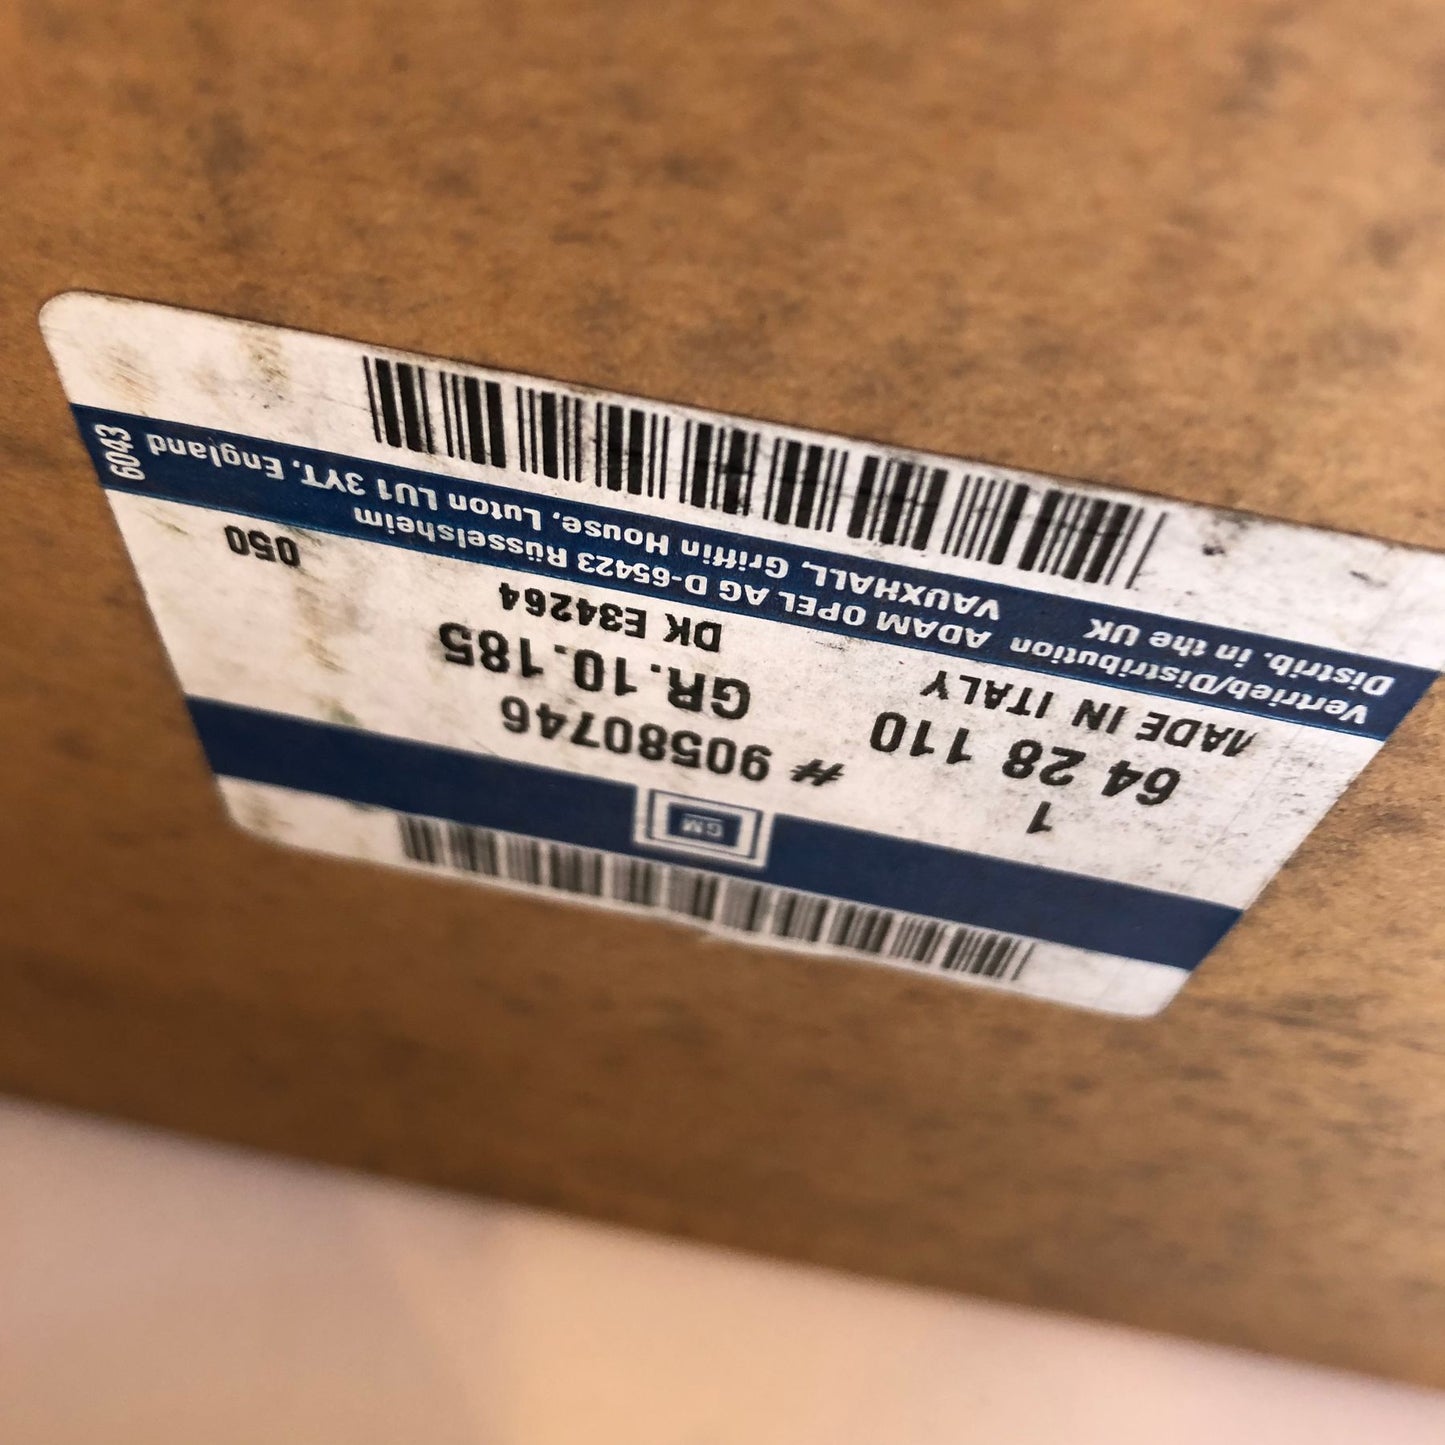 GM
1
# 90580746
64 28 110
GR.10.185
MADE IN ITALY
DK E34264
050
Vertrieb/Distribution ADAM OPEL AG D-65423 Rüsselsheim
Distrib. in the UK VAUXHALL, Griffin House, Luton LU1 3YT, England
6043